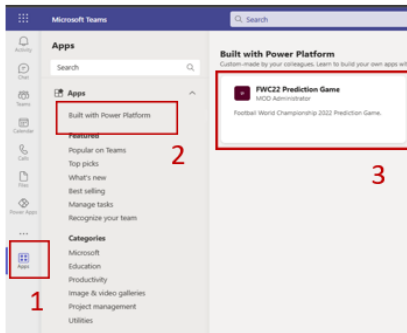 Microsoft Teams
Search
Activity
Chat
Teams
Calendar
Calls
Files
Power Apps
Apps
1
Apps
Search
Apps
Built with Power Platform
2
Featured
Popular on Teams
Top picks
What's new
Best selling
Manage tasks
Recognize your team
Categories
Microsoft
Education
Productivity
Image & video galleries
Project management
Utilities
Built with Power Platform
Custom-made by your colleagues. Learn to build your own apps wi
FWC22 Prediction Game
MOD Administrator
Football World Championship 2022 Prediction Game.
3